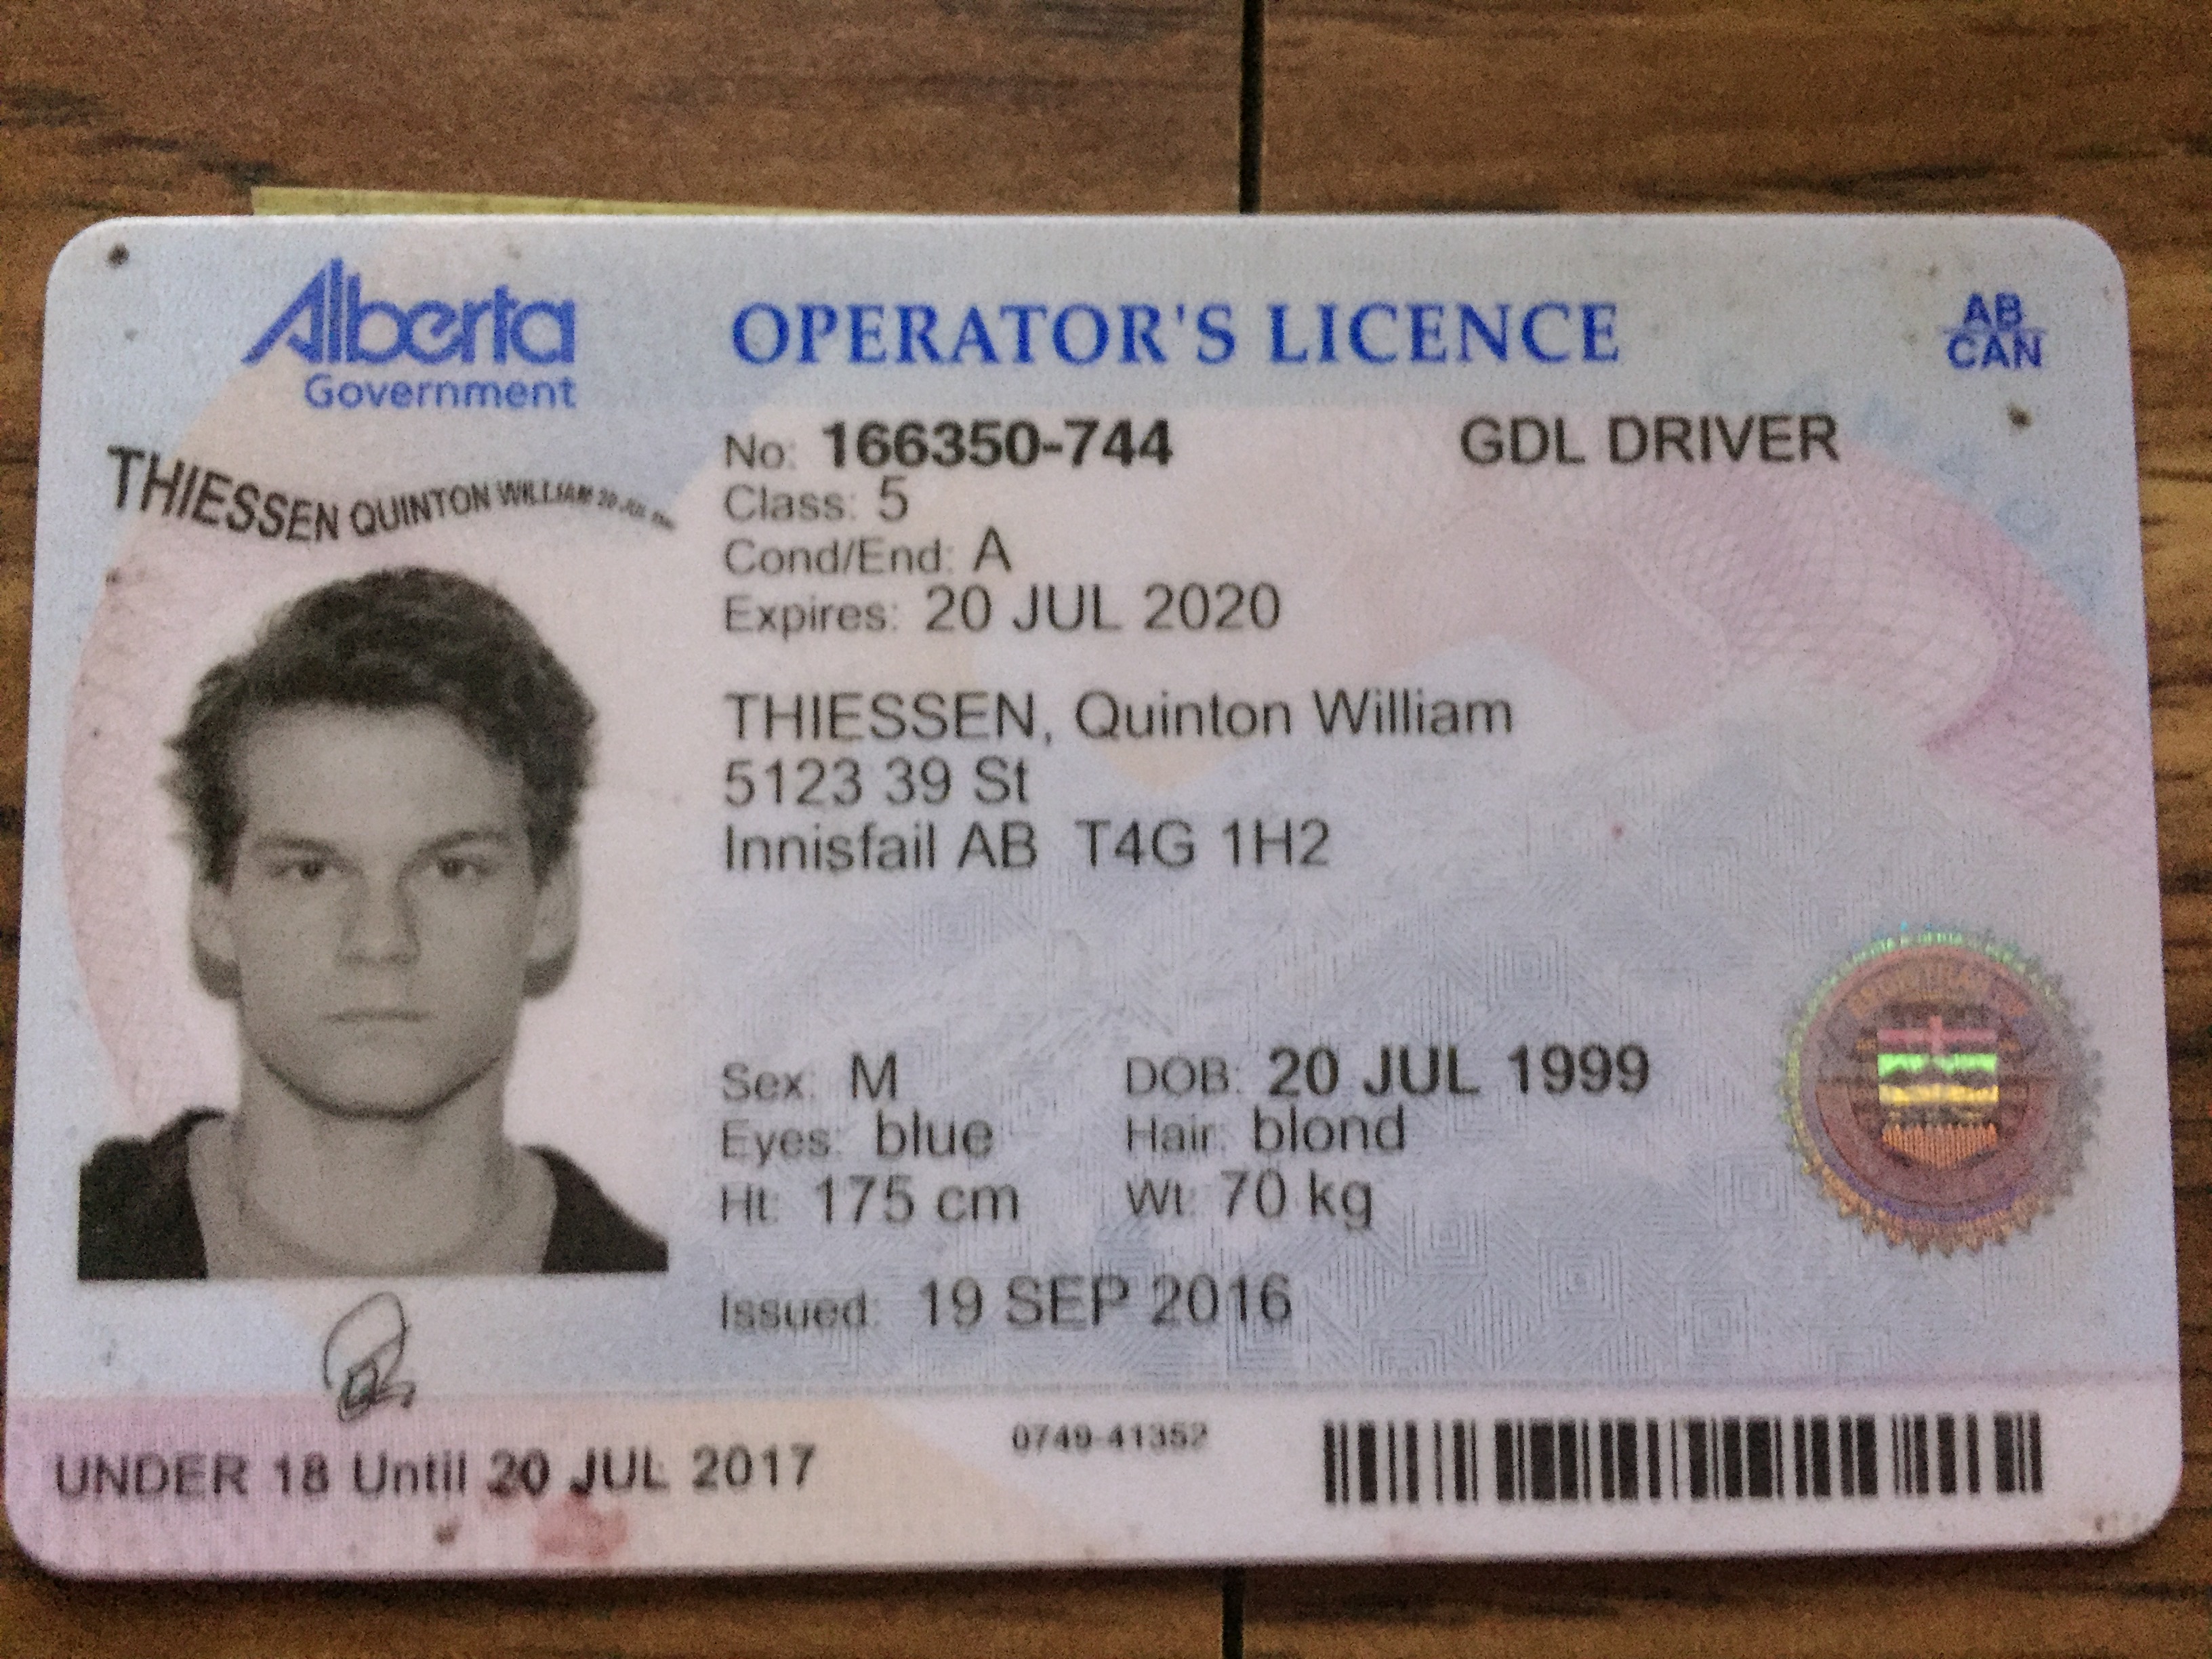 Alberta
Government
OPERATOR'S LICENCE
AB
CAN
THIESSEN QUINTON WILLIAM
No: 166350-744 GDL DRIVER
Class: 5
Cond/End: A
Expires: 20 JUL 2020
THIESSEN, Quinton William
5123 39 St
Innisfail AB T4G 1H2
Sex: M DOB: 20 JUL 1999
Eyes: blue Hair: blond
Ht: 175 cm Wt: 70 kg
Issued: 19 SEP 2016
UNDER 18 Until 20 JUL 2017
0749-41352